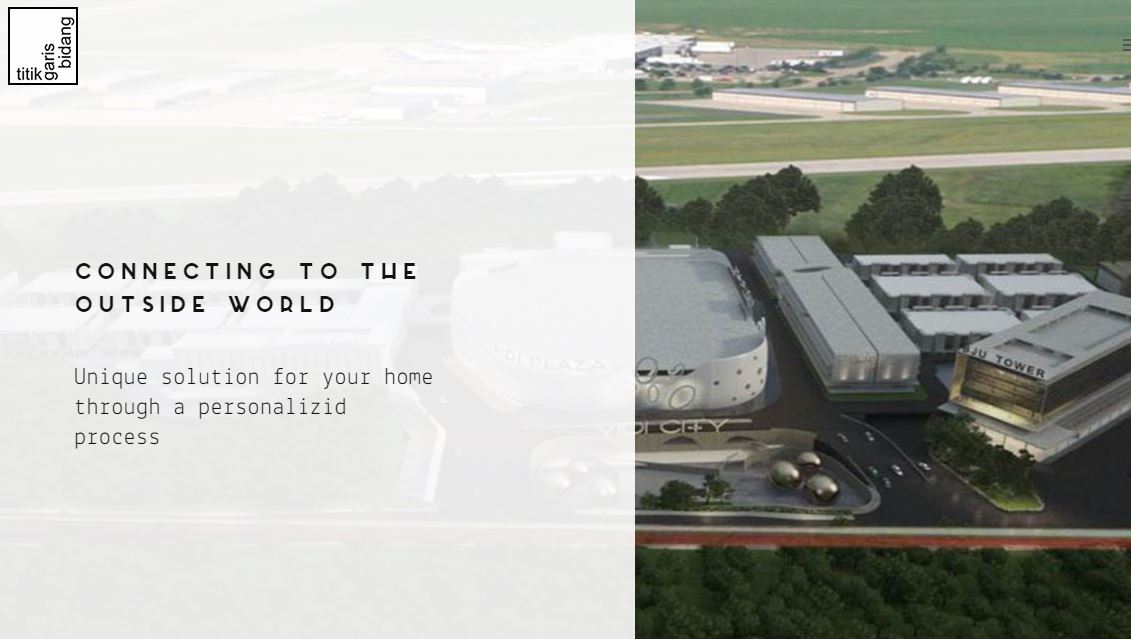 titik
garis
bidang
CONNECTING TO THE
OUTSIDE WORLD
Unique solution for your home
through a personalizid
process
VIDI PLAZA
VIDI CITY
JU TOWER